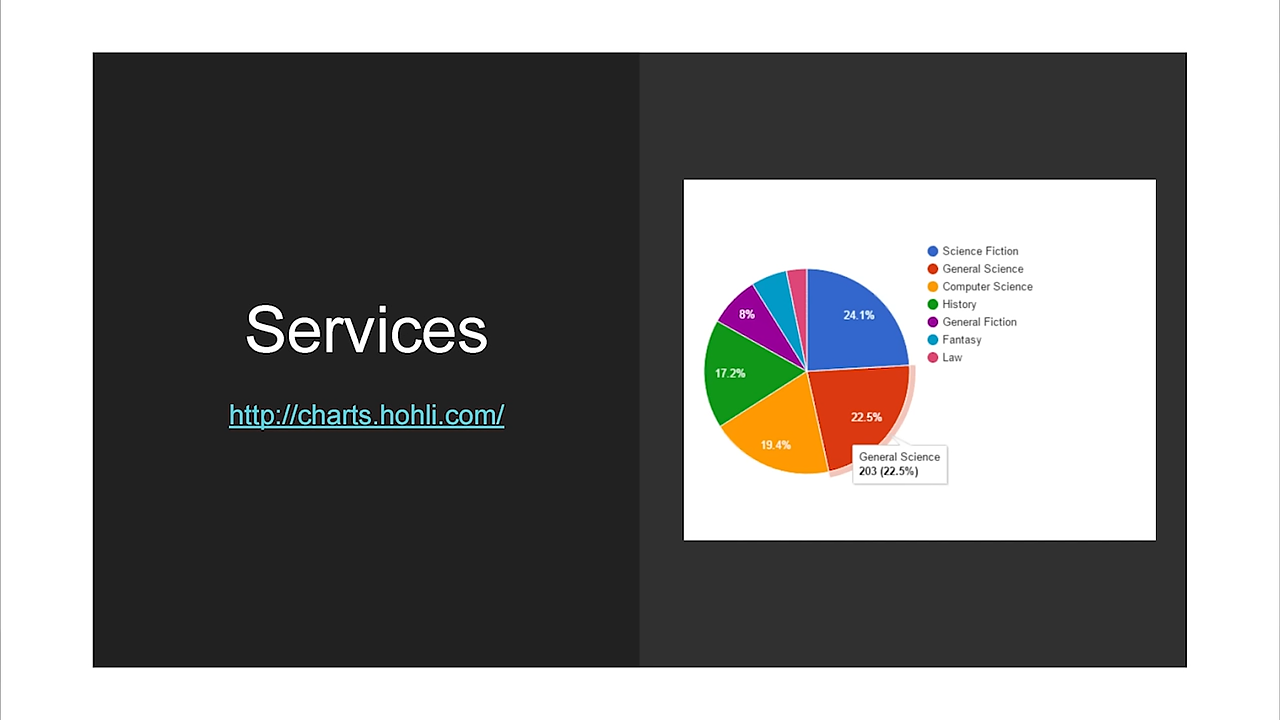 Services
http://charts.hohli.com/
Science Fiction
General Science
Computer Science
History
General Fiction
Fantasy
Law
24.1%
22.5%
19.4%
17.2%
8%
General Science
203 (22.5%)